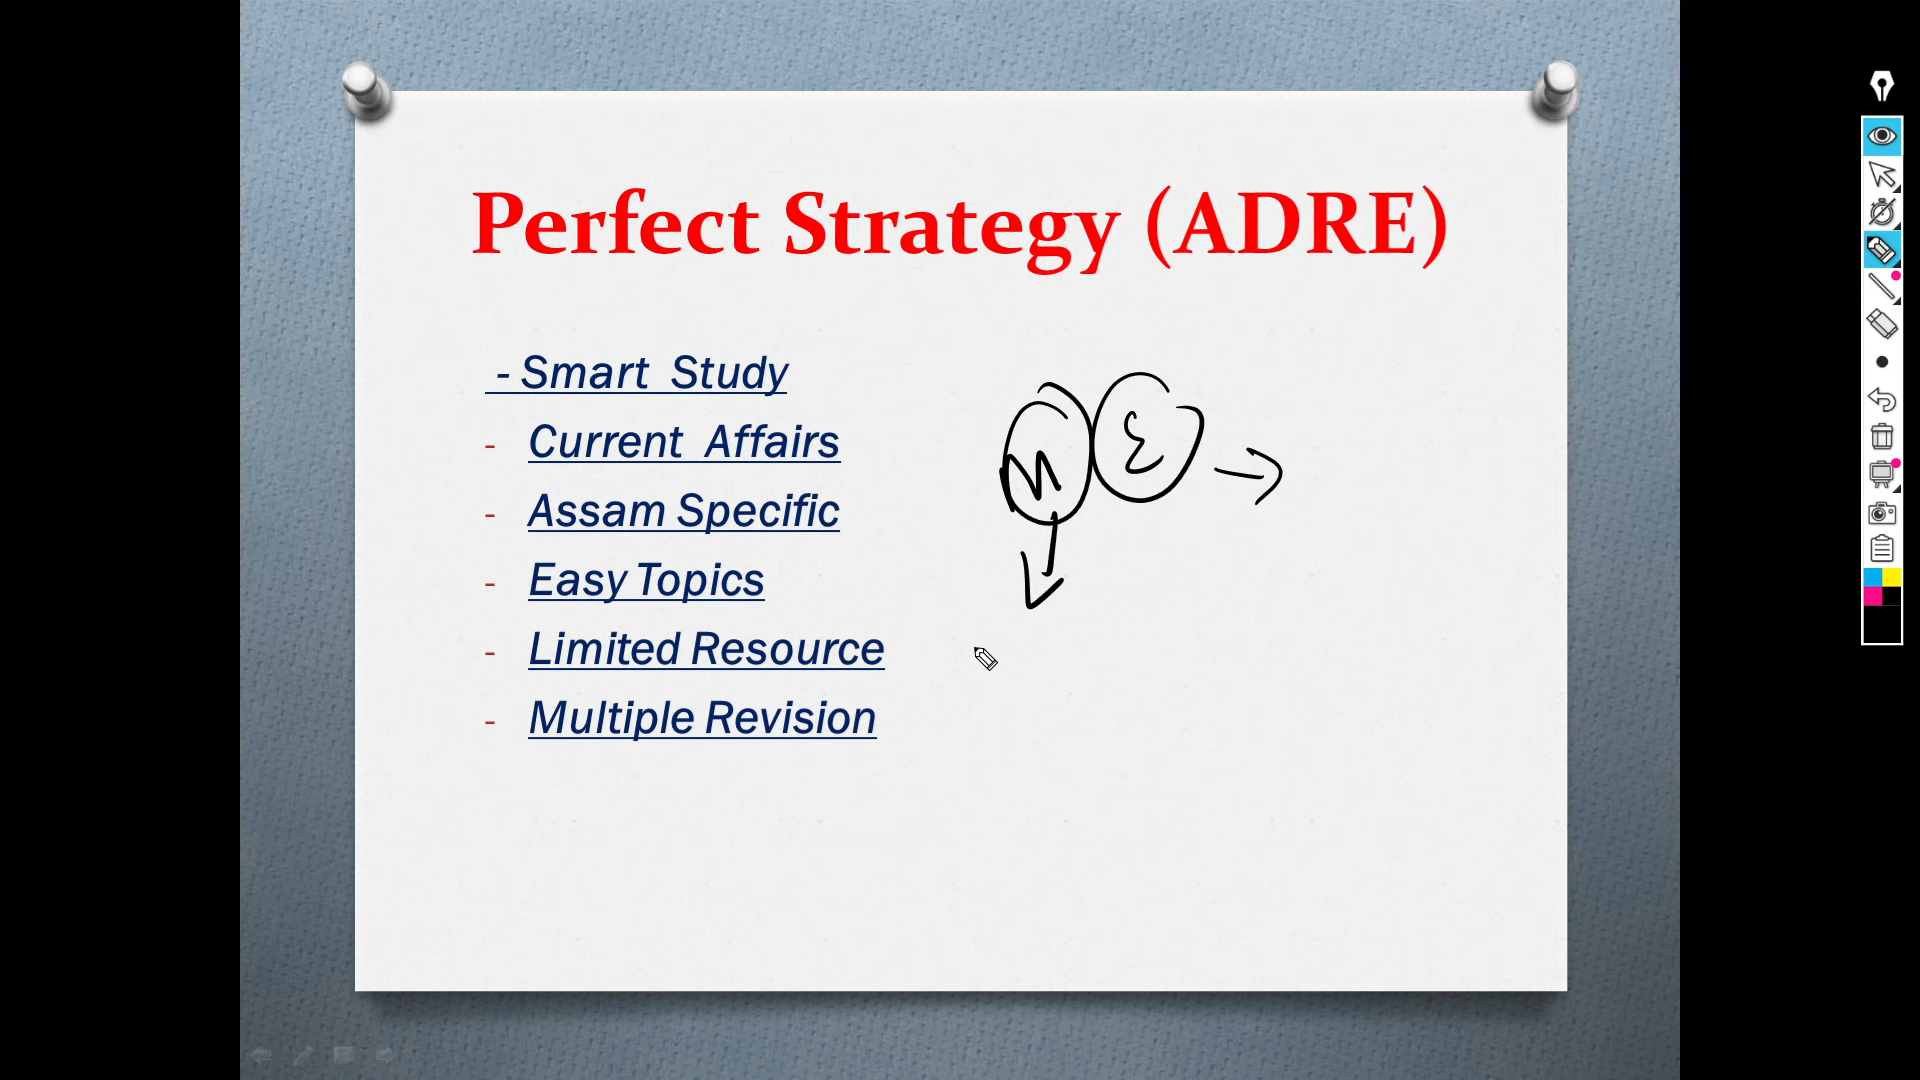 Perfect Strategy (ADRE)
- Smart Study
- Current Affairs
- Assam Specific
- Easy Topics
- Limited Resource
- Multiple Revision